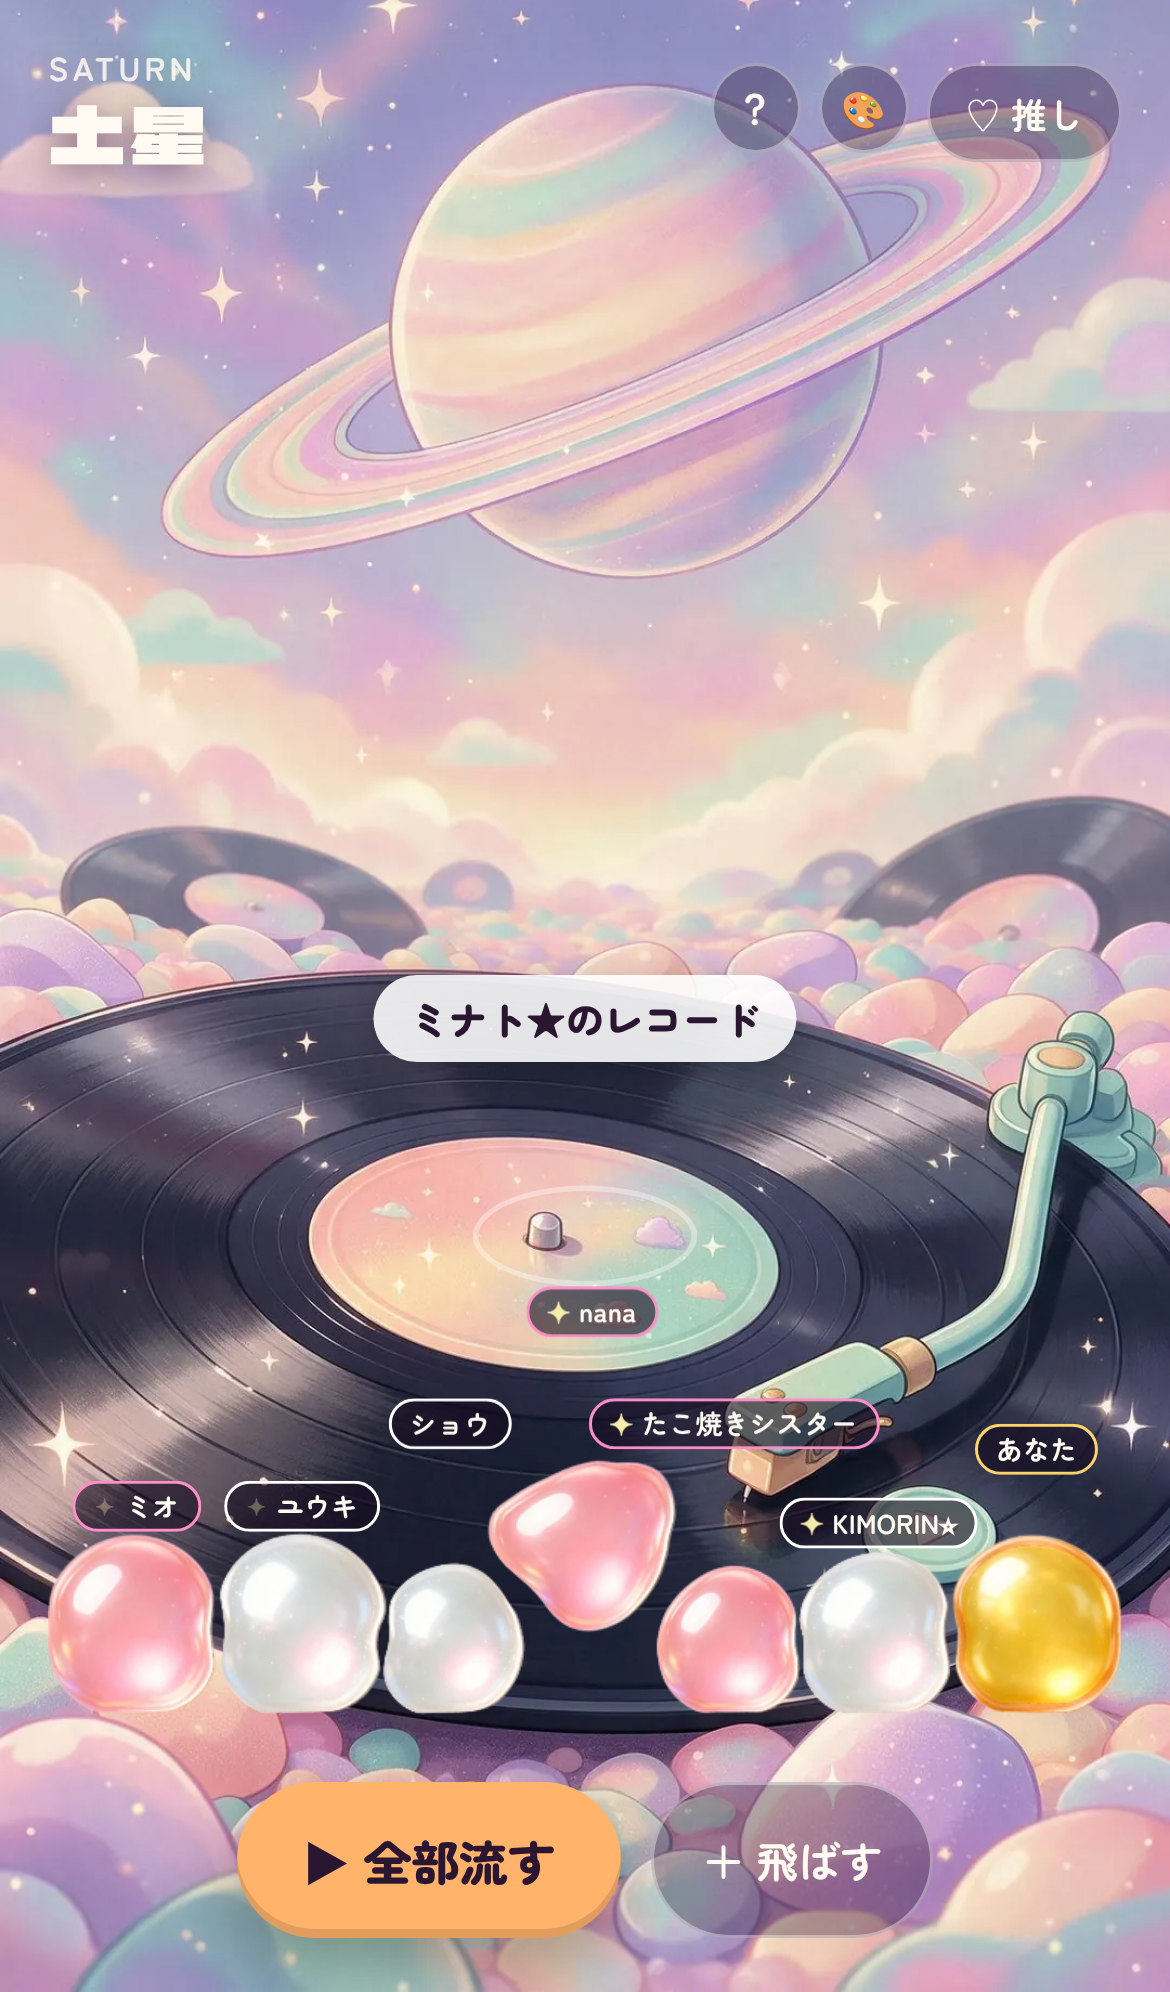 SATURN
土星
?
♡ 推し
ミナト★のレコード
✦ nana
ショウ
✦ たこ焼きシスター
あなた
✦ ミオ
✦ ユウキ
✦ KIMORIN★
▶ 全部流す
＋ 飛ばす